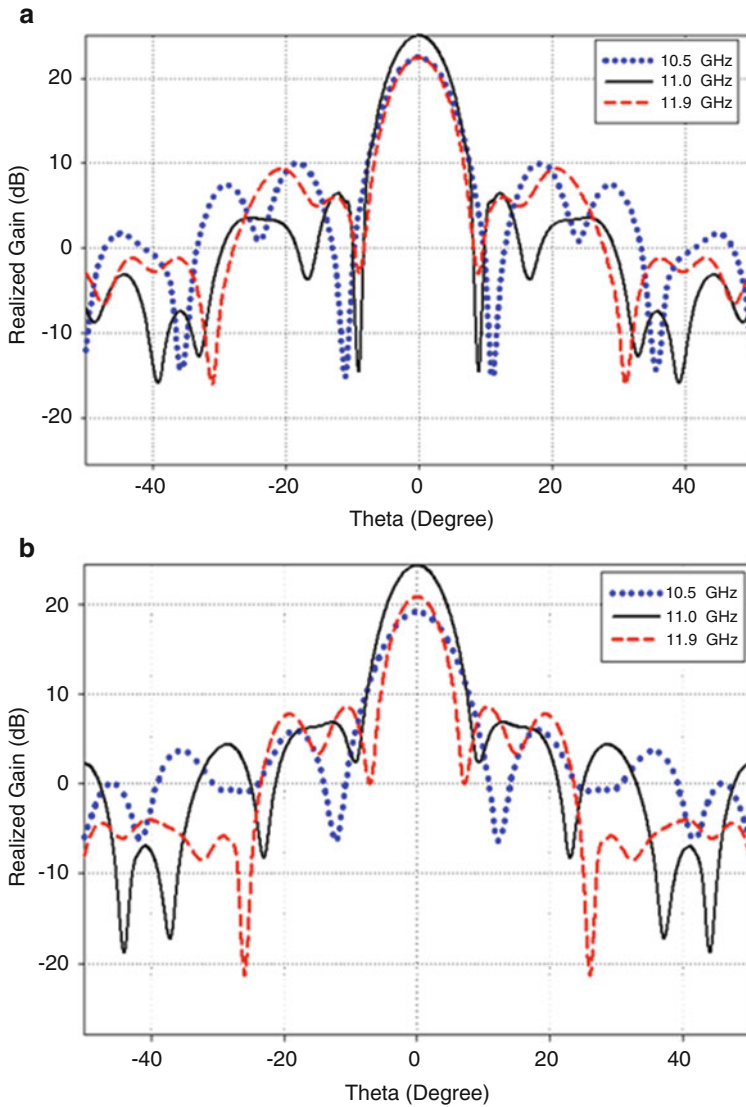 a
20
10
0
-10
-20
Realized Gain (dB)
10.5 GHz
11.0 GHz
11.9 GHz
-40 -20 0 20 40
Theta (Degree)
b
20
10
0
-10
-20
Realized Gain (dB)
10.5 GHz
11.0 GHz
11.9 GHz
-40 -20 0 20 40
Theta (Degree)